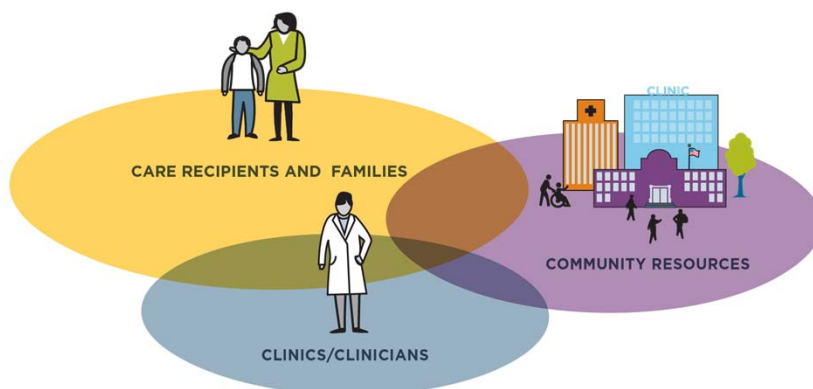 CLINIC
CARE RECIPIENTS AND FAMILIES
COMMUNITY RESOURCES
CLINICS/CLINICIANS